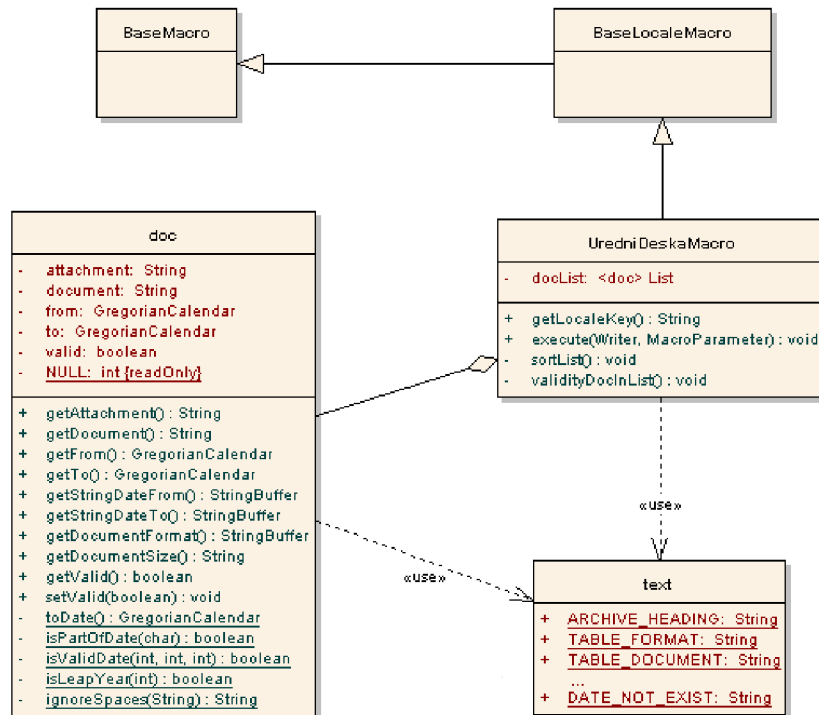 BaseMacro
BaseLocaleMacro
doc
- attachment: String
- document: String
- from: GregorianCalendar
- to: GregorianCalendar
- valid: boolean
- NULL: int {readOnly}
+ getAttachment() : String
+ getDocument() : String
+ getFrom() : GregorianCalendar
+ getTo() : GregorianCalendar
+ getStringDateFrom() : StringBuffer
+ getStringDateTo() : StringBuffer
+ getDocumentFormat() : StringBuffer
+ getDocumentSize() : String
+ getValid() : boolean
+ setValid(boolean) : void
- toDate() : GregorianCalendar
- isPartOfDate(char) : boolean
- isValidDate(int, int, int) : boolean
- isLeapYear(int) : boolean
- ignoreSpaces(String) : String
UredniDeskaMacro
- docList: <doc> List
+ getLocaleKey() : String
+ execute(Writer, MacroParameter) : void
- sortList() : void
- validityDocInList() : void
«use»
«use»
text
+ ARCHIVE_HEADING: String
+ TABLE_FORMAT: String
+ TABLE_DOCUMENT: String
...
+ DATE_NOT_EXIST: String